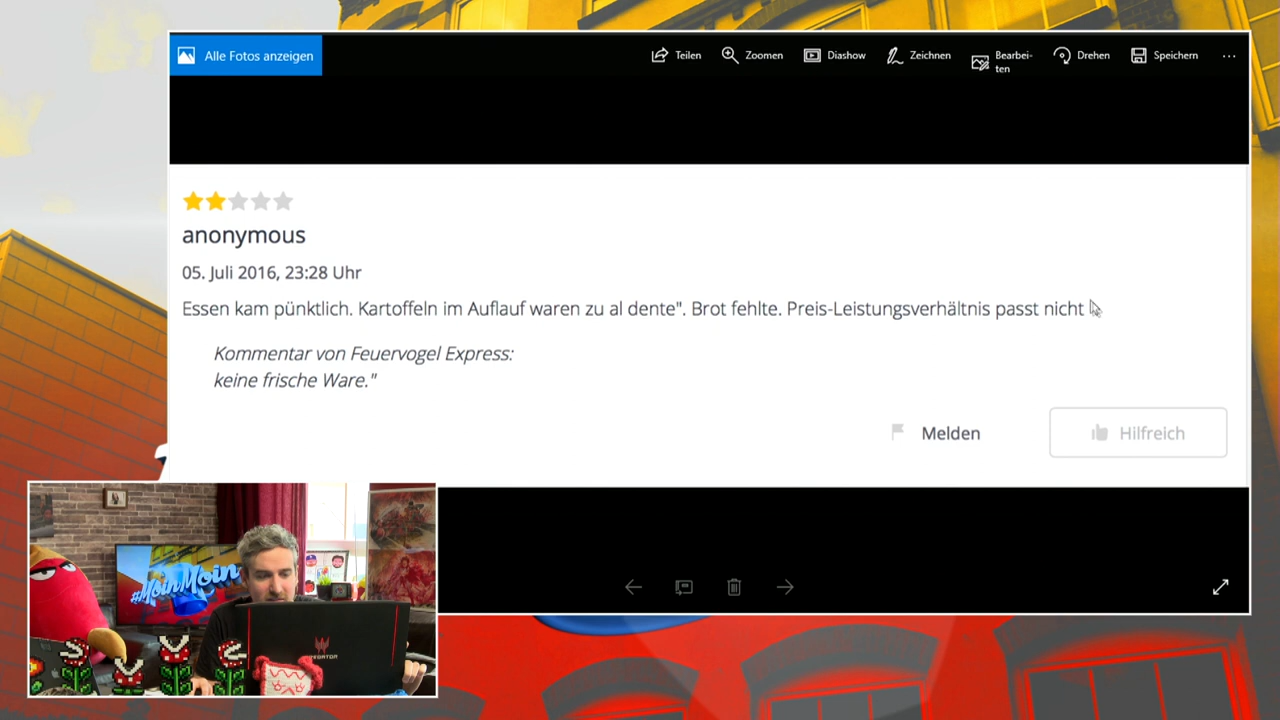 Alle Fotos anzeigen
Teilen
Zoomen
Diashow
Zeichnen
Bearbei-
ten
Drehen
Speichern
anonymous
05. Juli 2016, 23:28 Uhr
Essen kam pünktlich. Kartoffeln im Auflauf waren zu al dente". Brot fehlte. Preis-Leistungsverhältnis passt nicht
Kommentar von Feuervogel Express:
keine frische Ware."
Melden
Hilfreich
#MoinMoin
PREDATOR